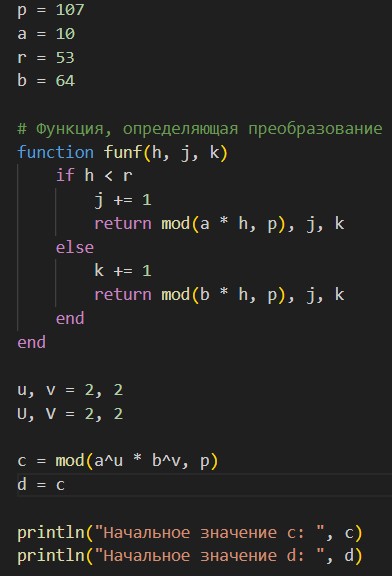 p = 107
a = 10
r = 53
b = 64
# Функция, определяющая преобразование
function funf(h, j, k)
    if h < r
        j += 1
        return mod(a * h, p), j, k
    else
        k += 1
        return mod(b * h, p), j, k
    end
end
u, v = 2, 2
U, V = 2, 2
c = mod(a^u * b^v, p)
d = c
println("Начальное значение c: ", c)
println("Начальное значение d: ", d)